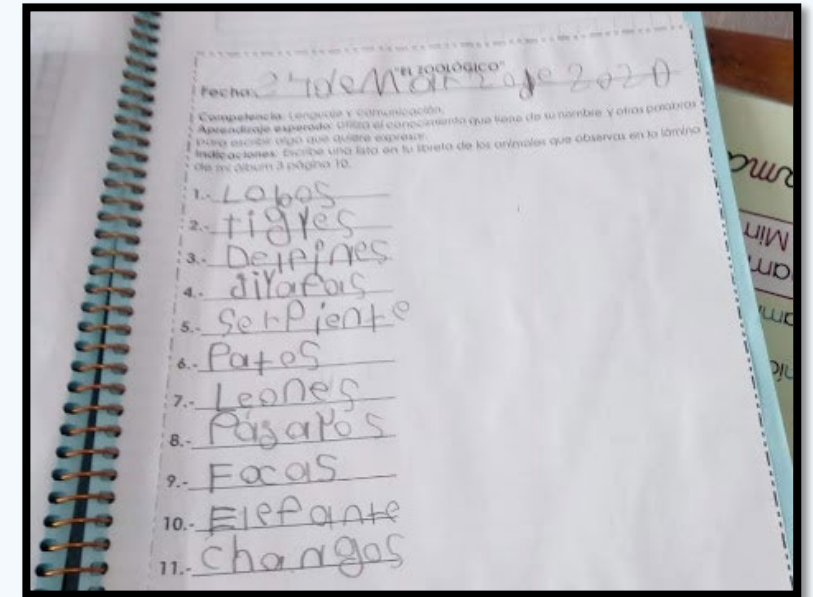 "EL ZOOLÓGICO"
Fecha: 24 de Marzo de 2020
Competencia: Lenguaje y comunicación.
Aprendizaje esperado: Utiliza el conocimiento que tiene de su nombre y otras palabras
para escribir algo que quiere expresar.
Indicaciones: Escribe una lista en tu libreta de los animales que observas en la lámina
de mi álbum 3 página 10.
1.- Lobos
2.- tigres
3.- Delfines
4.- Jirafas
5.- Serpiente
6.- Patos
7.- Leones
8.- Págaros
9.- Focas
10.- Elefante
11.- changos